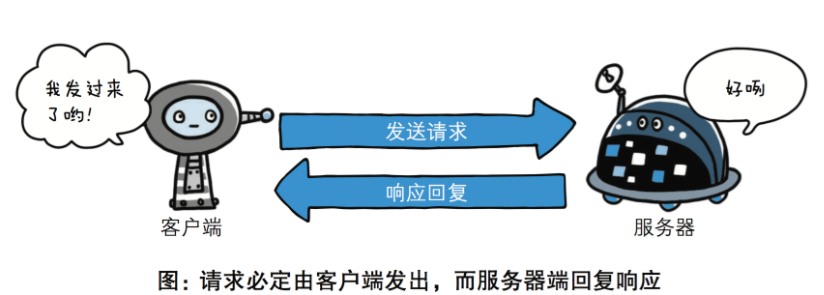 我发过来
了哟！
好咧
发送请求
响应回复
客户端
服务器
图：请求必定由客户端发出，而服务器端回复响应